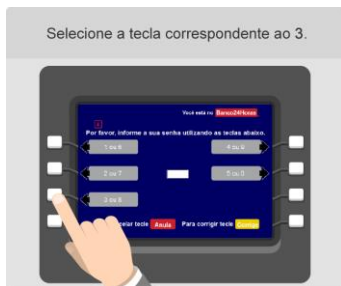 Selecione a tecla correspondente ao 3.
Você está no Banco24Horas
Por favor, informe a sua senha utilizando as teclas abaixo.
1 ou 6
4 ou 9
2 ou 7
5 ou 0
3 ou 8
celar tecle Anula Para corrigir tecle Corrige